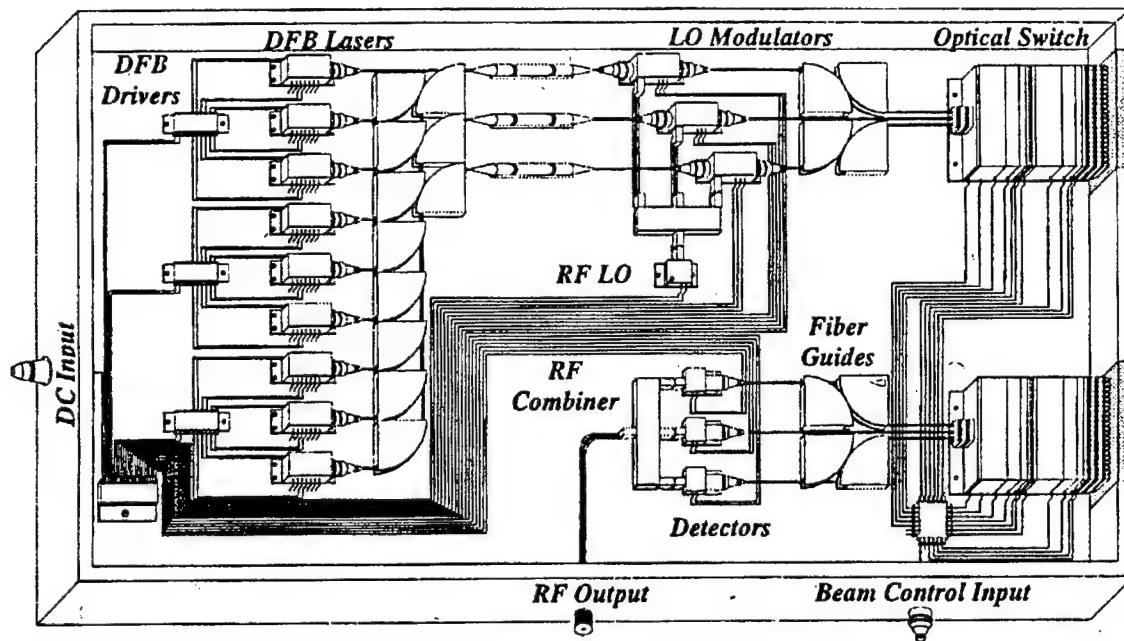 DFB Lasers
LO Modulators
Optical Switch
DFB
Drivers
RF LO
Fiber
Guides
RF
Combiner
DC Input
Detectors
RF Output
Beam Control Input